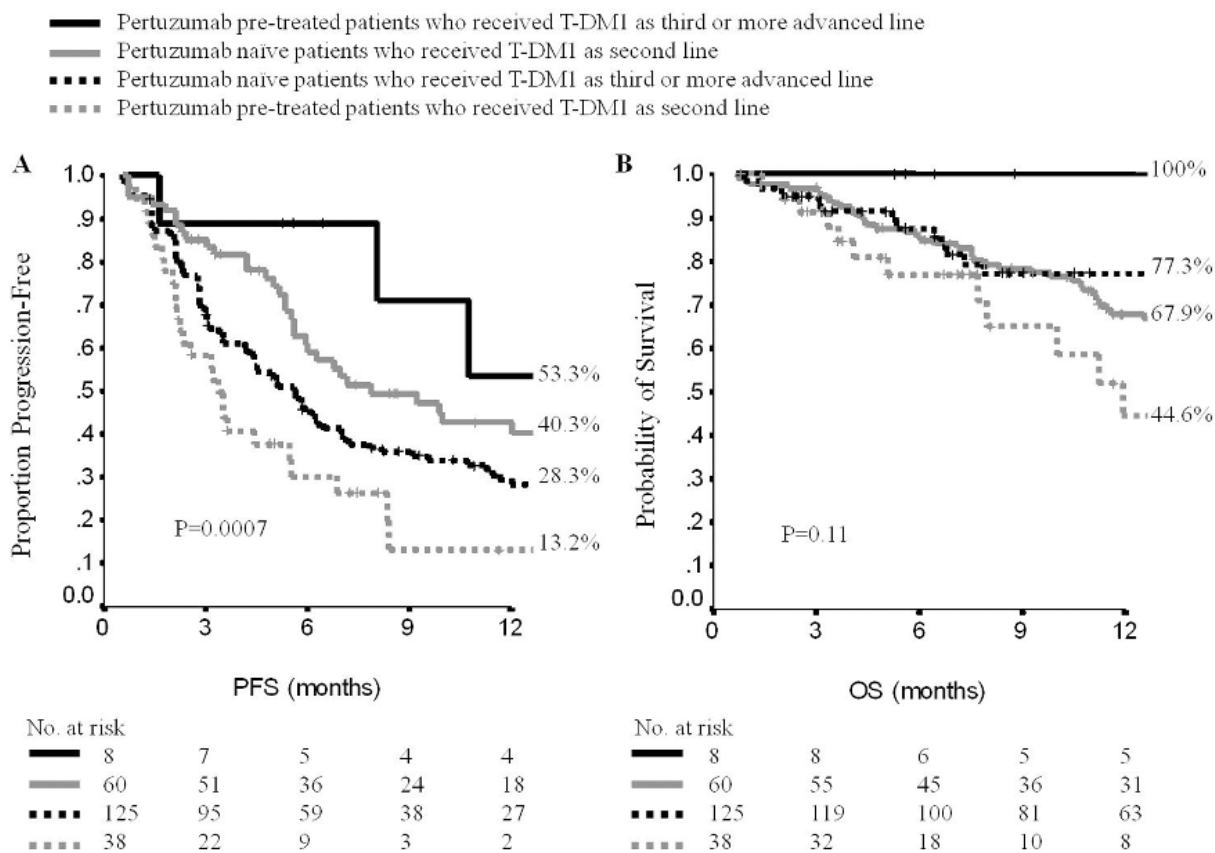 Pertuzumab pre-treated patients who received T-DM1 as third or more advanced line
Pertuzumab naïve patients who received T-DM1 as second line
Pertuzumab naïve patients who received T-DM1 as third or more advanced line
Pertuzumab pre-treated patients who received T-DM1 as second line
A
Proportion Progression-Free
1.0
.9
.8
.7
.6
.5
.4
.3
.2
.1
0.0
53.3%
40.3%
28.3%
13.2%
P=0.0007
0 3 6 9 12
PFS (months)
B
Probability of Survival
1.0
.9
.8
.7
.6
.5
.4
.3
.2
.1
0.0
100%
77.3%
67.9%
44.6%
P=0.11
0 3 6 9 12
OS (months)
No. at risk
8 7 5 4 4
60 51 36 24 18
125 95 59 38 27
38 22 9 3 2
No. at risk
8 8 6 5 5
60 55 45 36 31
125 119 100 81 63
38 32 18 10 8